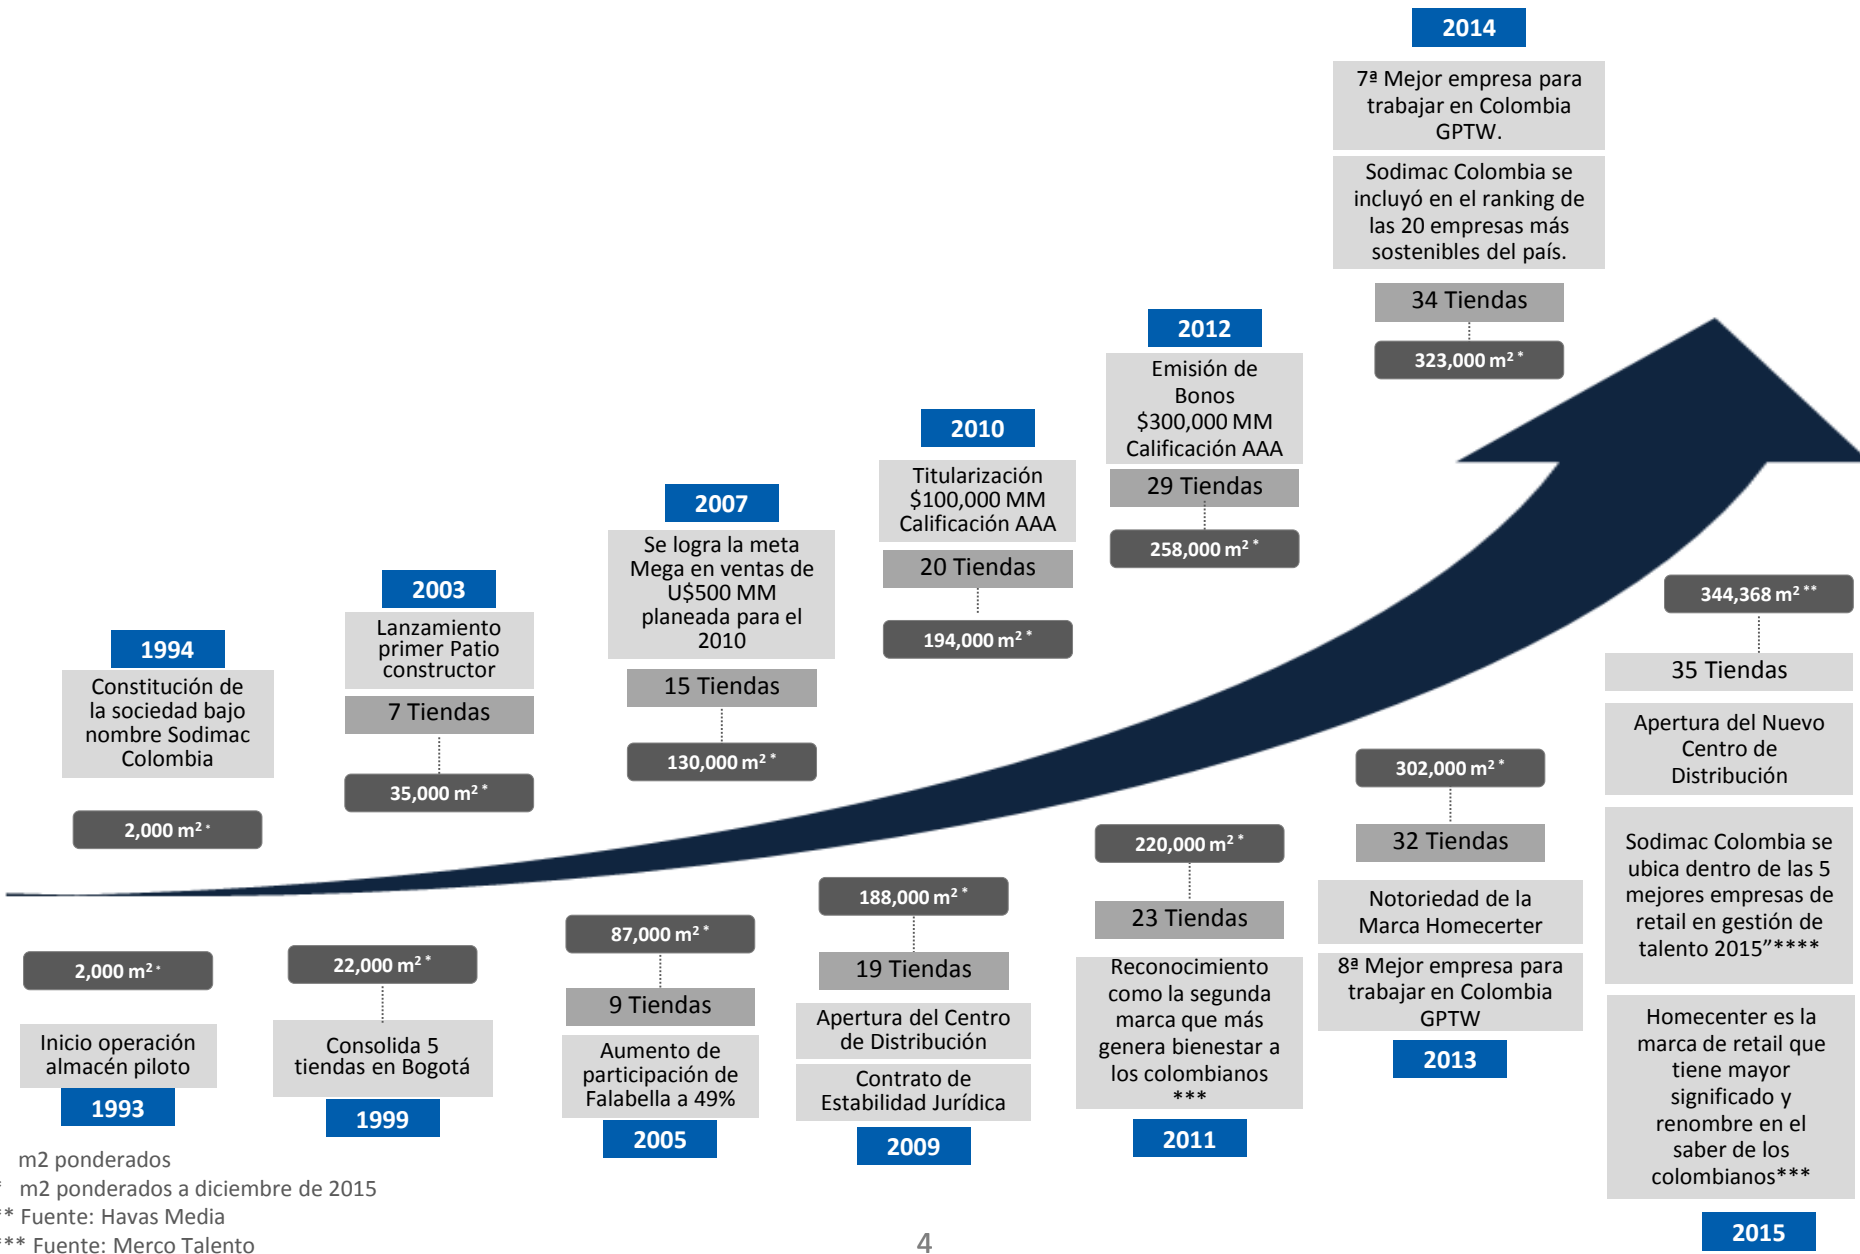 2014
7ª Mejor empresa para
trabajar en Colombia
GPTW.
Sodimac Colombia se
incluyó en el ranking de
las 20 empresas más
sostenibles del país.
34 Tiendas
323,000 m² *
2012
Emisión de
Bonos
$300,000 MM
Calificación AAA
29 Tiendas
258,000 m² *
2010
Titularización
$100,000 MM
Calificación AAA
20 Tiendas
194,000 m² *
2007
Se logra la meta
Mega en ventas de
U$500 MM
planeada para el
2010
15 Tiendas
130,000 m² *
2003
Lanzamiento
primer Patio
constructor
7 Tiendas
35,000 m² *
1994
Constitución de
la sociedad bajo
nombre Sodimac
Colombia
2,000 m² *
2,000 m² *
Inicio operación
almacén piloto
1993
22,000 m² *
Consolida 5
tiendas en Bogotá
1999
87,000 m² *
9 Tiendas
Aumento de
participación de
Falabella a 49%
2005
188,000 m² *
19 Tiendas
Apertura del Centro
de Distribución
Contrato de
Estabilidad Jurídica
2009
220,000 m² *
23 Tiendas
Reconocimiento
como la segunda
marca que más
genera bienestar a
los colombianos
***
2011
302,000 m² *
32 Tiendas
Notoriedad de la
Marca Homecerter
8ª Mejor empresa para
trabajar en Colombia
GPTW
2013
344,368 m² **
35 Tiendas
Apertura del Nuevo
Centro de
Distribución
Sodimac Colombia se
ubica dentro de las 5
mejores empresas de
retail en gestión de
talento 2015”****
Homecenter es la
marca de retail que
tiene mayor
significado y
renombre en el
saber de los
colombianos***
2015
m2 ponderados
* m2 ponderados a diciembre de 2015
** Fuente: Havas Media
*** Fuente: Merco Talento
4